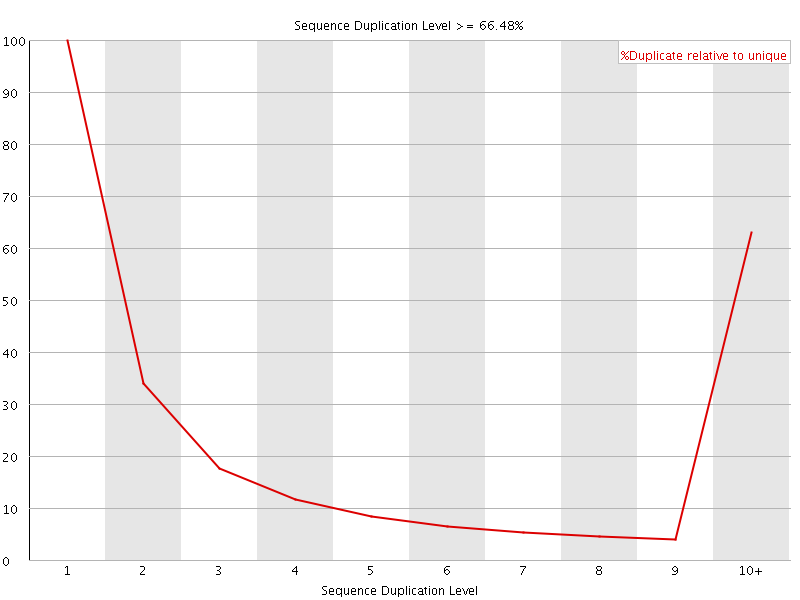 Sequence Duplication Level >= 66.48%
%Duplicate relative to unique
100
90
80
70
60
50
40
30
20
10
0
1 2 3 4 5 6 7 8 9 10+
Sequence Duplication Level